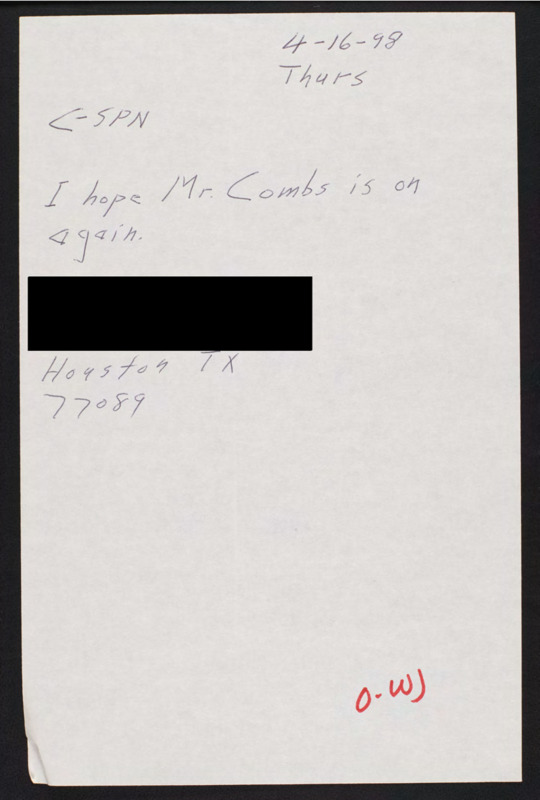 4-16-98
Thurs
C-SPN
I hope Mr. Combs is on
again.
Houston TX
77089
O-WJ